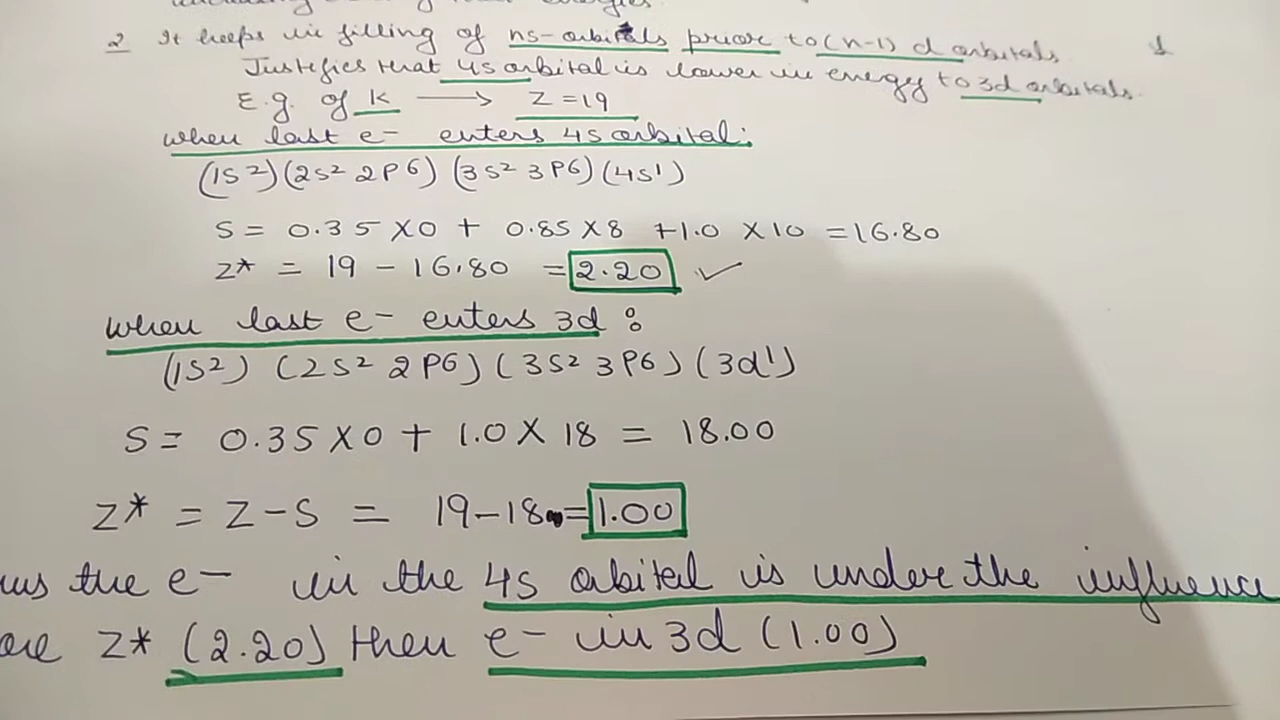 2 It helps in filling of ns-orbitals prior to (n-1) d orbitals. 1
Justifies that 4s orbital is lower in energy to 3d orbitals.
E.g. of K ⟶ Z = 19
when last e- enters 4s orbital:
(1s2)(2s2 2p6) (3s2 3p6)(4s1)
S = 0.35 X0 + 0.85 X 8 +1.0 X 10 = 16.80
Z* = 19 - 16.80 = 2.20 ✓
when last e- enters 3d :
(1s2) (2s2 2p6) (3s2 3p6) (3d1)
S = 0.35 X 0 + 1.0 X 18 = 18.00
Z* = Z-S = 19-18 = 1.00
the e- in the 4s orbital is under the influence
Z* (2.20) then e- in 3d (1.00)